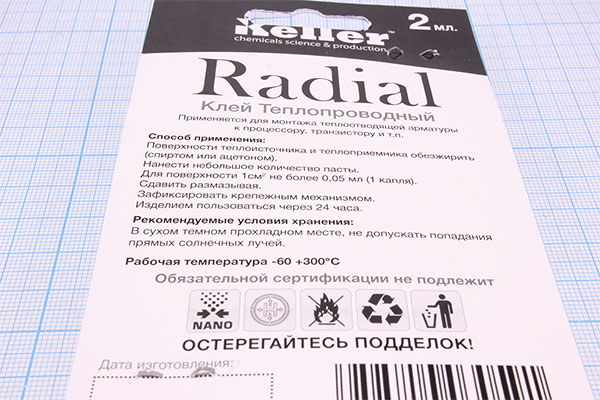 Keller™ 2 мл.
chemicals science & production
Radial
Клей Теплопроводный
Применяется для монтажа теплоотводящей арматуры
к процессору, транзистору и т.п.
Способ применения:
Поверхности теплоисточника и теплоприемника обезжирить
(спиртом или ацетоном).
Нанести небольшое количество пасты.
Для поверхности 1см² не более 0,05 мл (1 капля).
Сдавить размазывая.
Зафиксировать крепежным механизмом.
Изделием пользоваться через 24 часа.
Рекомендуемые условия хранения:
В сухом темном прохладном месте, не допускать попадания
прямых солнечных лучей.
Рабочая температура -60 +300°С
Обязательной сертификации не подлежит
NANO
ОСТЕРЕГАЙТЕСЬ ПОДДЕЛОК!
Дата изготовления: